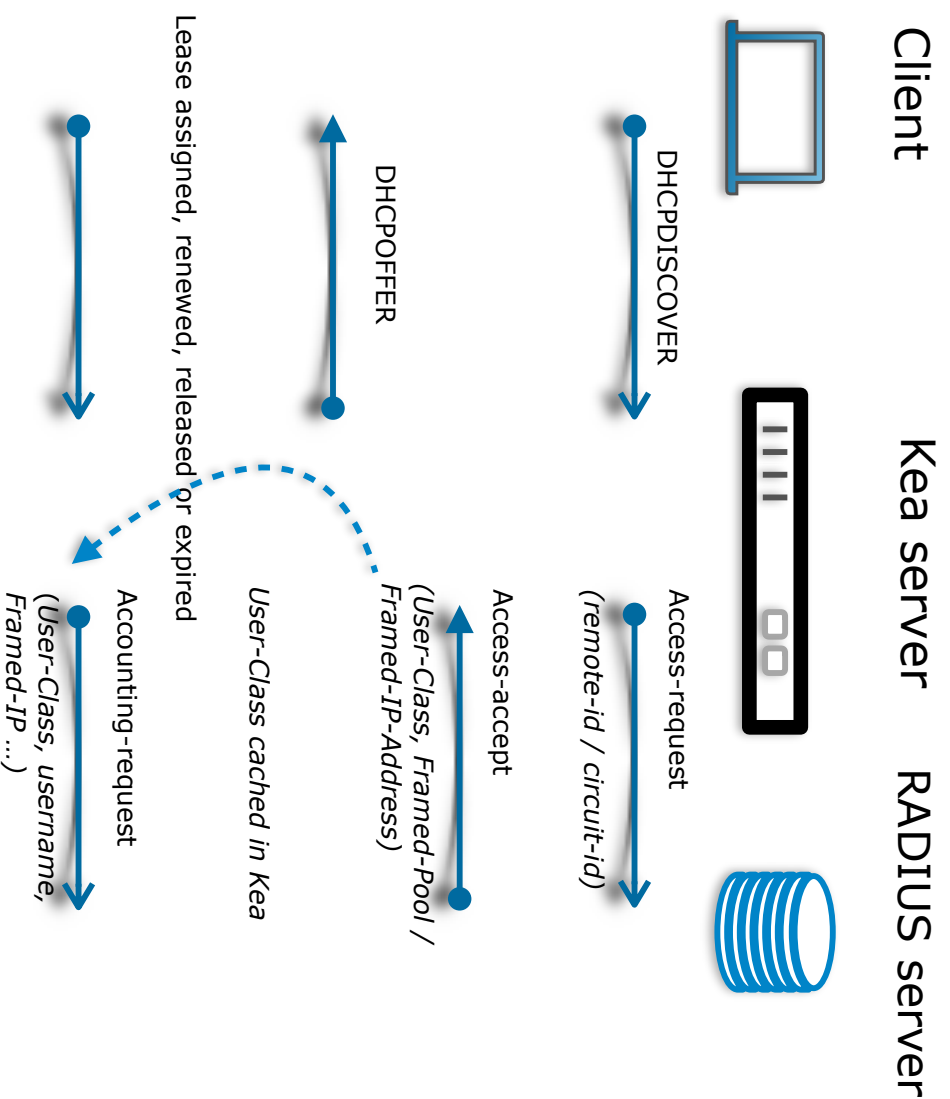 Client
Kea server
RADIUS server
DHCPDISCOVER
Access-request
(remote-id / circuit-id)
Access-accept
(User-Class, Framed-Pool /
Framed-IP-Address)
DHCPOFFER
User-Class cached in Kea
Lease assigned, renewed, released or expired
Accounting-request
(User-Class, username,
Framed-IP ...)